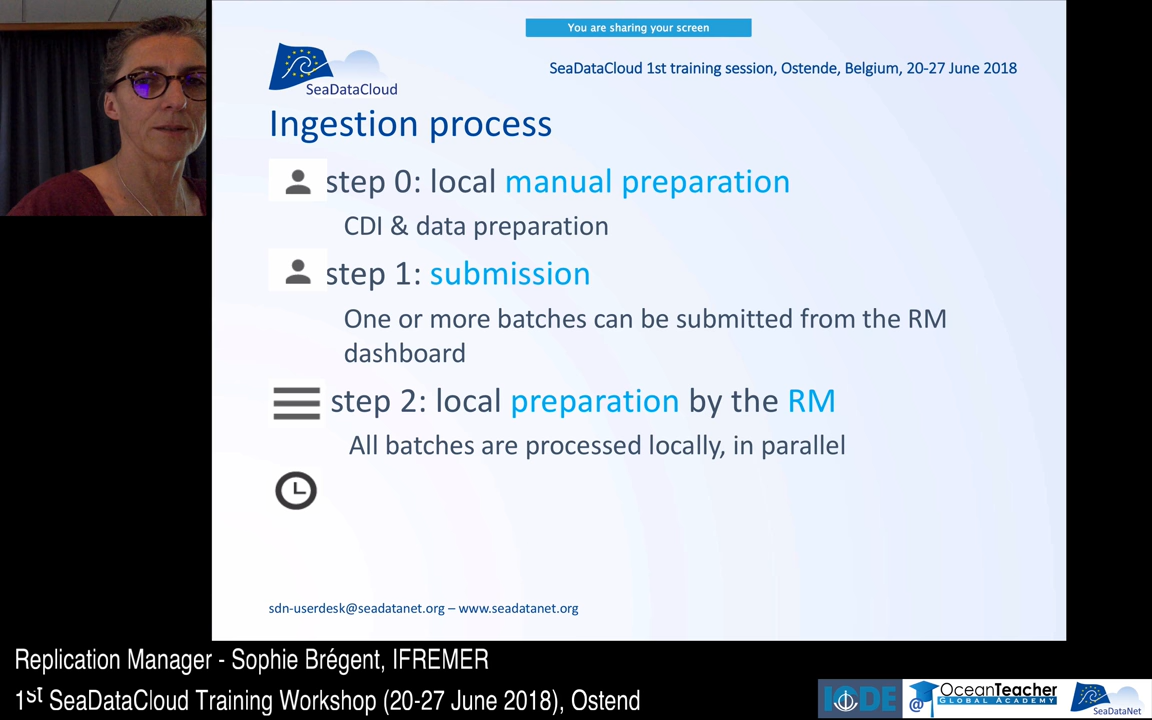 You are sharing your screen
SeaDataCloud
SeaDataCloud 1st training session, Ostende, Belgium, 20-27 June 2018
Ingestion process
step 0: local manual preparation
CDI & data preparation
step 1: submission
One or more batches can be submitted from the RM
dashboard
step 2: local preparation by the RM
All batches are processed locally, in parallel
sdn-userdesk@seadatanet.org – www.seadatanet.org
Replication Manager - Sophie Brégent, IFREMER
1st SeaDataCloud Training Workshop (20-27 June 2018), Ostend
IODE
@ OceanTeacher
GLOBAL ACADEMY
SeaDataNet